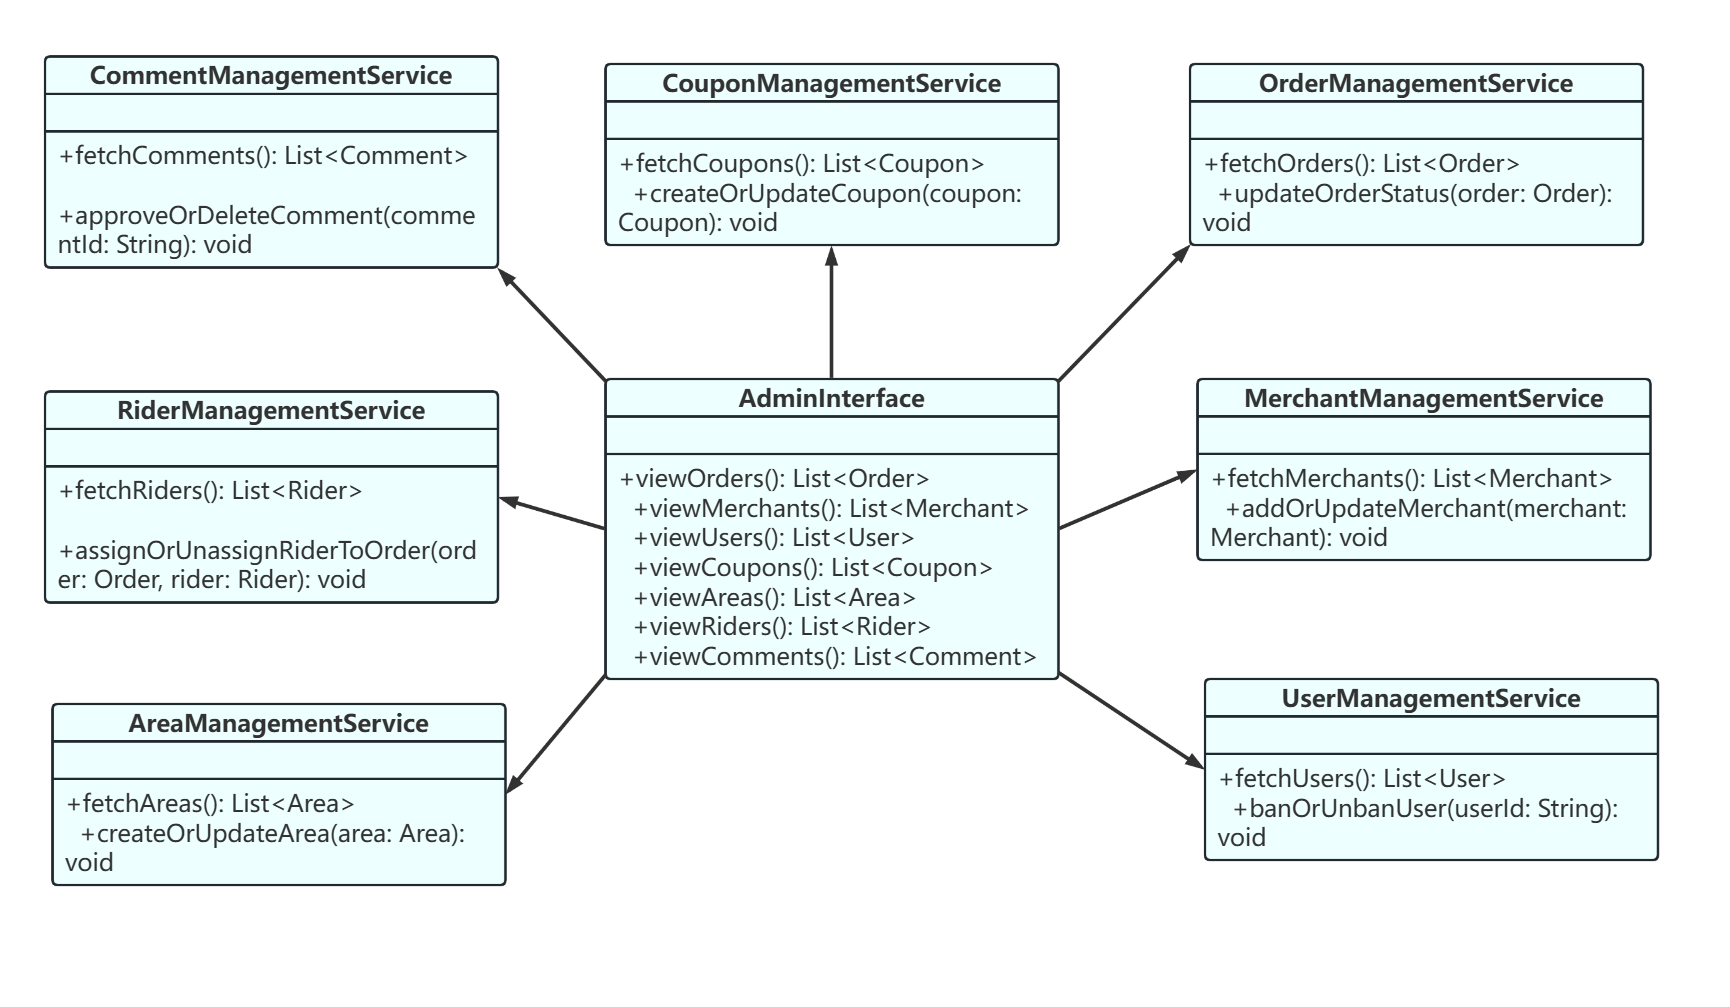 CommentManagementService
+fetchComments(): List<Comment>
+approveOrDeleteComment(comme
ntId: String): void
CouponManagementService
+fetchCoupons(): List<Coupon>
+createOrUpdateCoupon(coupon:
Coupon): void
OrderManagementService
+fetchOrders(): List<Order>
+updateOrderStatus(order: Order):
void
RiderManagementService
+fetchRiders(): List<Rider>
+assignOrUnassignRiderToOrder(ord
er: Order, rider: Rider): void
AdminInterface
+viewOrders(): List<Order>
+viewMerchants(): List<Merchant>
+viewUsers(): List<User>
+viewCoupons(): List<Coupon>
+viewAreas(): List<Area>
+viewRiders(): List<Rider>
+viewComments(): List<Comment>
MerchantManagementService
+fetchMerchants(): List<Merchant>
+addOrUpdateMerchant(merchant:
Merchant): void
AreaManagementService
+fetchAreas(): List<Area>
+createOrUpdateArea(area: Area):
void
UserManagementService
+fetchUsers(): List<User>
+banOrUnbanUser(userId: String):
void